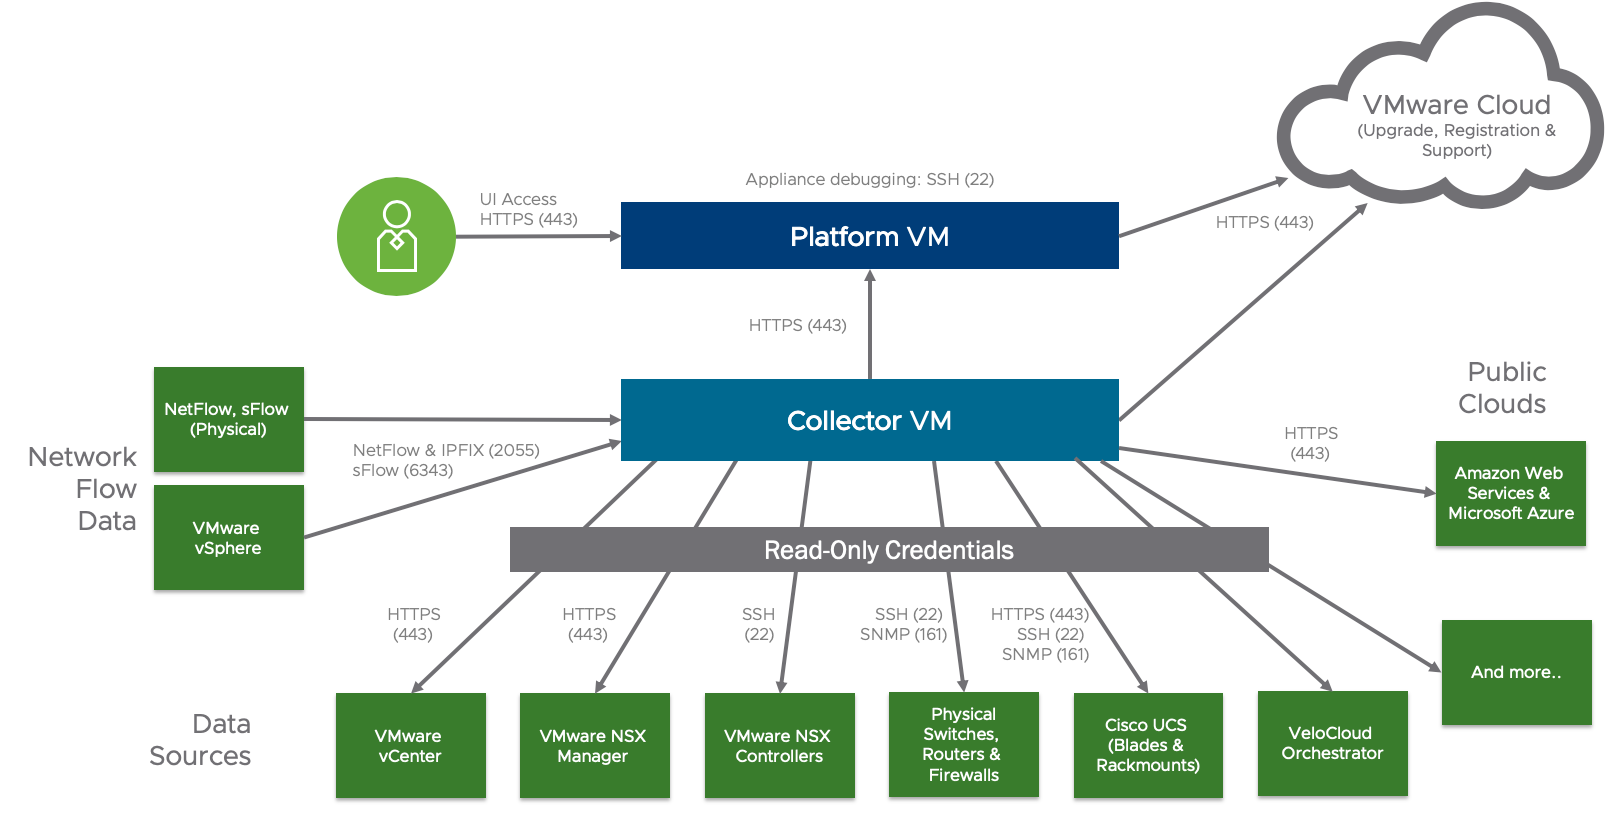 VMware Cloud
(Upgrade, Registration &
Support)
Appliance debugging: SSH (22)
UI Access
HTTPS (443)
Platform VM
HTTPS (443)
HTTPS (443)
Public
Clouds
NetFlow, sFlow
(Physical)
Collector VM
Network
Flow
Data
NetFlow & IPFIX (2055)
sFlow (6343)
HTTPS
(443)
Amazon Web
Services &
Microsoft Azure
VMware
vSphere
Read-Only Credentials
HTTPS
(443)
HTTPS
(443)
SSH
(22)
SSH (22)
SNMP (161)
HTTPS (443)
SSH (22)
SNMP (161)
And more..
Data
Sources
VMware
vCenter
VMware NSX
Manager
VMware NSX
Controllers
Physical
Switches,
Routers &
Firewalls
Cisco UCS
(Blades &
Rackmounts)
VeloCloud
Orchestrator